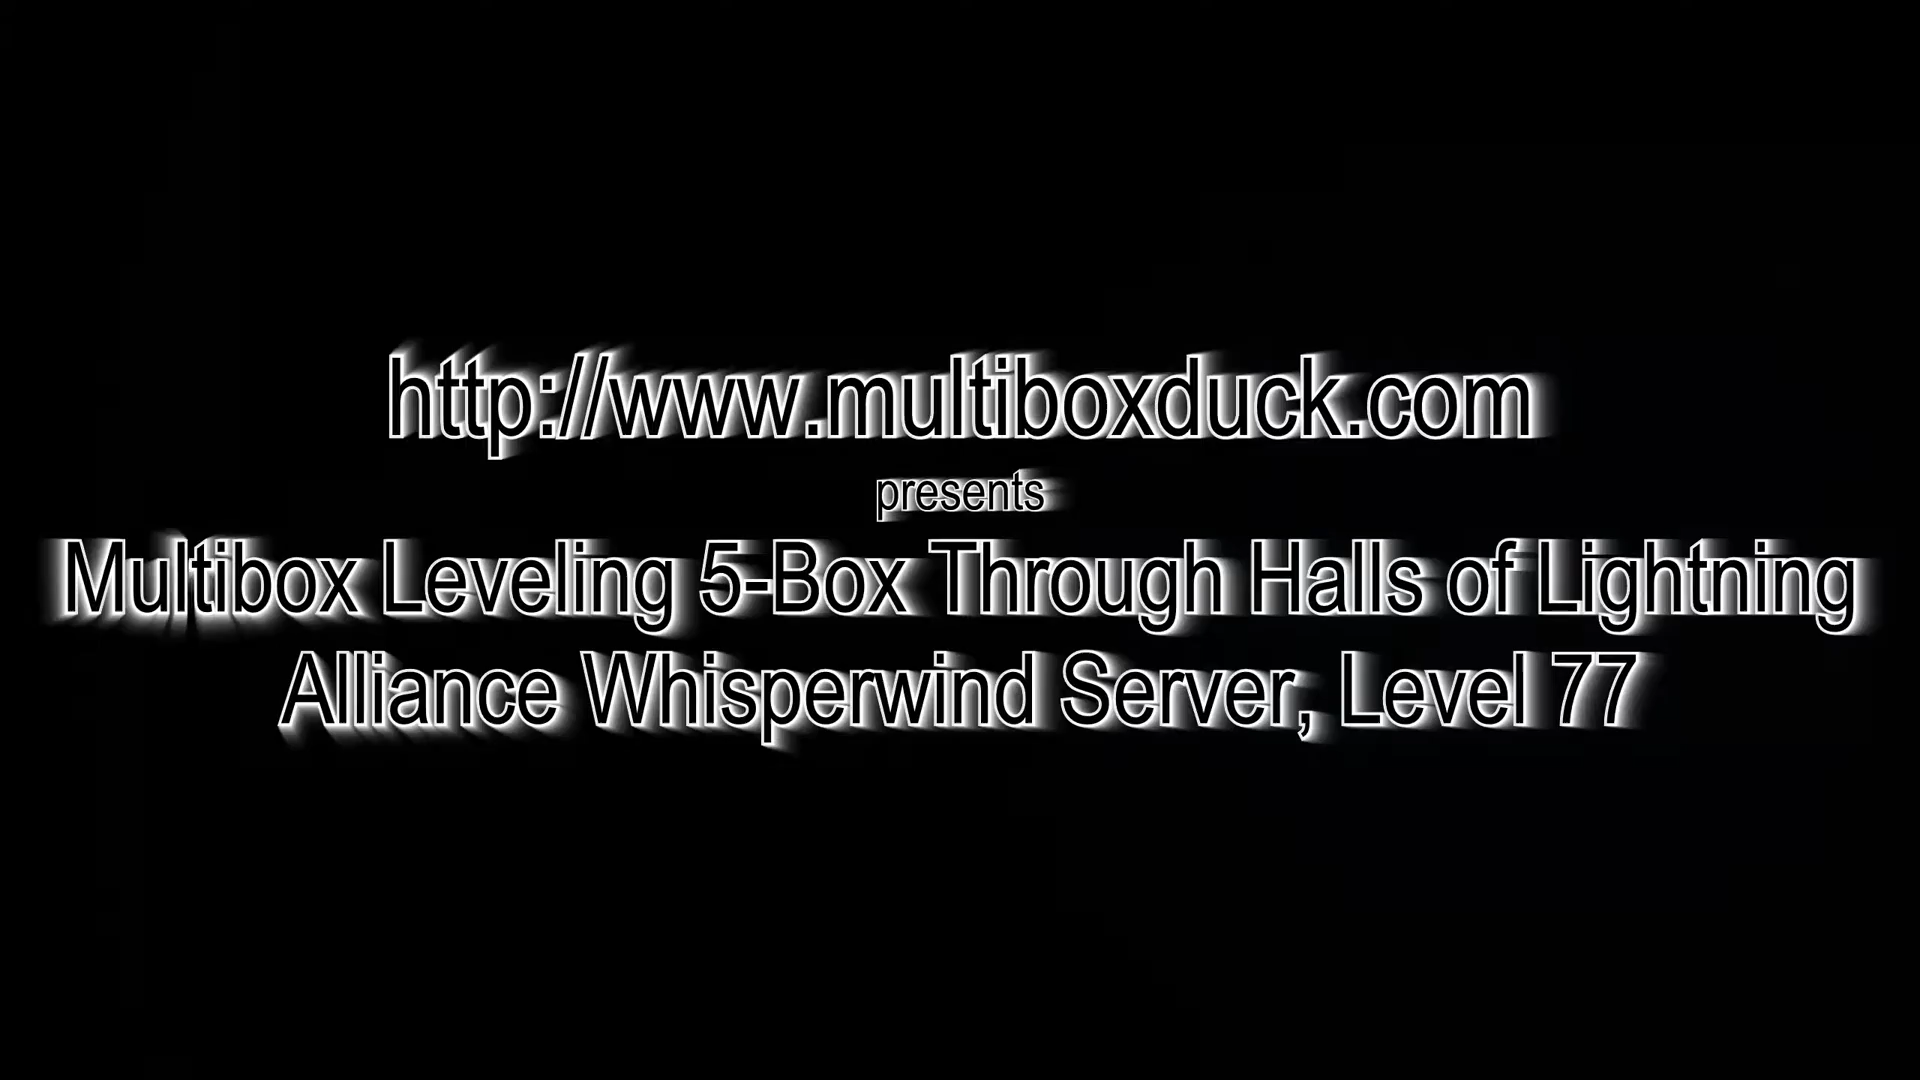 http://www.multiboxduck.com
presents
Multibox Leveling 5-Box Through Halls of Lightning
Alliance Whisperwind Server, Level 77